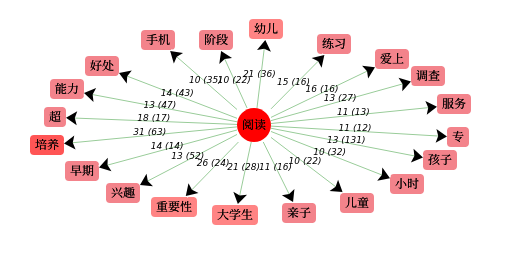 幼儿
手机
阶段
练习
好处
爱上
调查
能力
服务
超
阅读
专
培养
孩子
早期
小时
兴趣
儿童
重要性
大学生
亲子
10 (35)
10 (22)
21 (36)
15 (16)
16 (16)
14 (43)
13 (27)
13 (47)
11 (13)
18 (17)
11 (12)
31 (63)
13 (131)
14 (14)
10 (32)
13 (52)
10 (22)
26 (24)
21 (28)
11 (16)